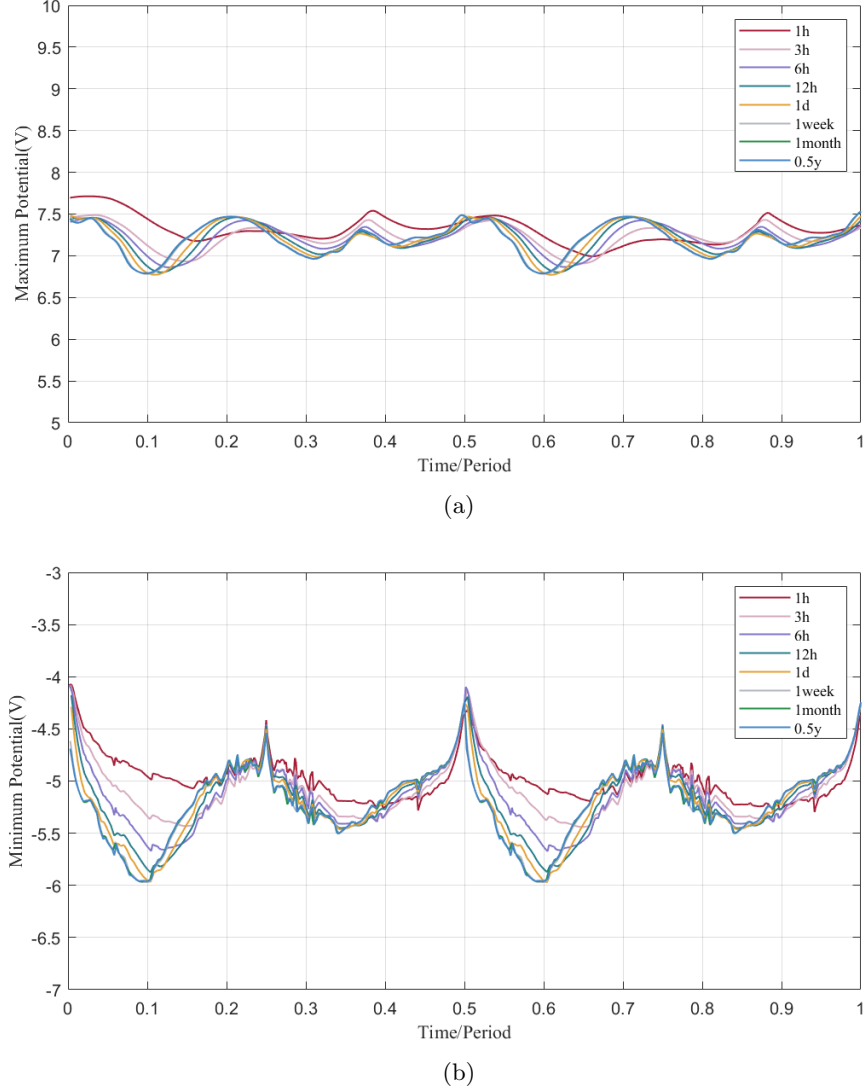 10
9.5
9
8.5
8
7.5
7
6.5
6
5.5
5
Maximum Potential(V)
1h
3h
6h
12h
1d
1week
1month
0.5y
0 0.1 0.2 0.3 0.4 0.5 0.6 0.7 0.8 0.9 1
Time/Period
(a)
-3
-3.5
-4
-4.5
-5
-5.5
-6
-6.5
-7
Minimum Potential(V)
1h
3h
6h
12h
1d
1week
1month
0.5y
0 0.1 0.2 0.3 0.4 0.5 0.6 0.7 0.8 0.9 1
Time/Period
(b)